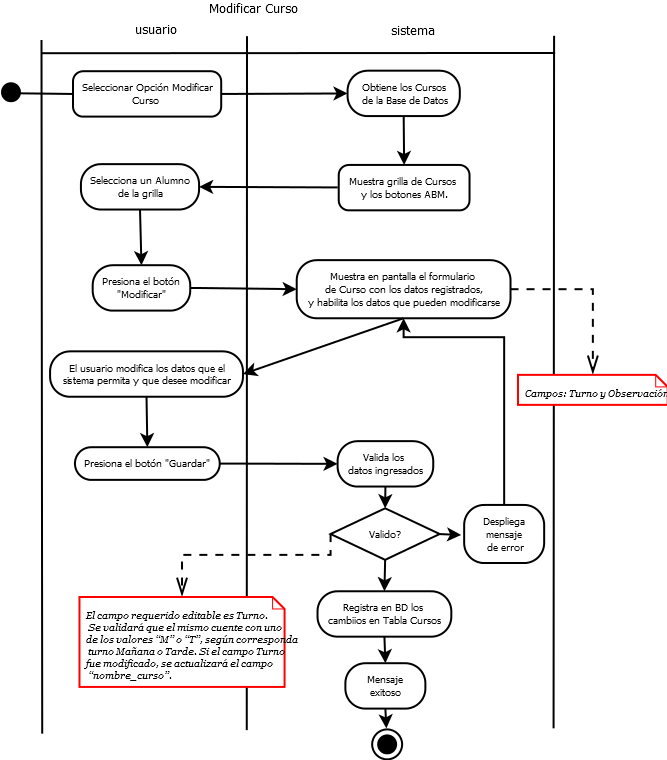 Modificar Curso
usuario
sistema
Seleccionar Opción Modificar
Curso
Obtiene los Cursos
de la Base de Datos
Selecciona un Alumno
de la grilla
Muestra grilla de Cursos
y los botones ABM.
Presiona el botón
"Modificar"
Muestra en pantalla el formulario
de Curso con los datos registrados,
y habilita los datos que pueden modificarse
El usuario modifica los datos que el
sistema permita y que desee modificar
Campos: Turno y Observación
Presiona el botón "Guardar"
Valida los
datos ingresados
Valido?
Despliega
mensaje
de error
El campo requerido editable es Turno.
Se validará que el mismo cuente con uno
de los valores “M” o “T”, según corresponda
turno Mañana o Tarde. Si el campo Turno
fue modificado, se actualizará el campo
“nombre_curso”.
Registra en BD los
cambiios en Tabla Cursos
Mensaje
exitoso